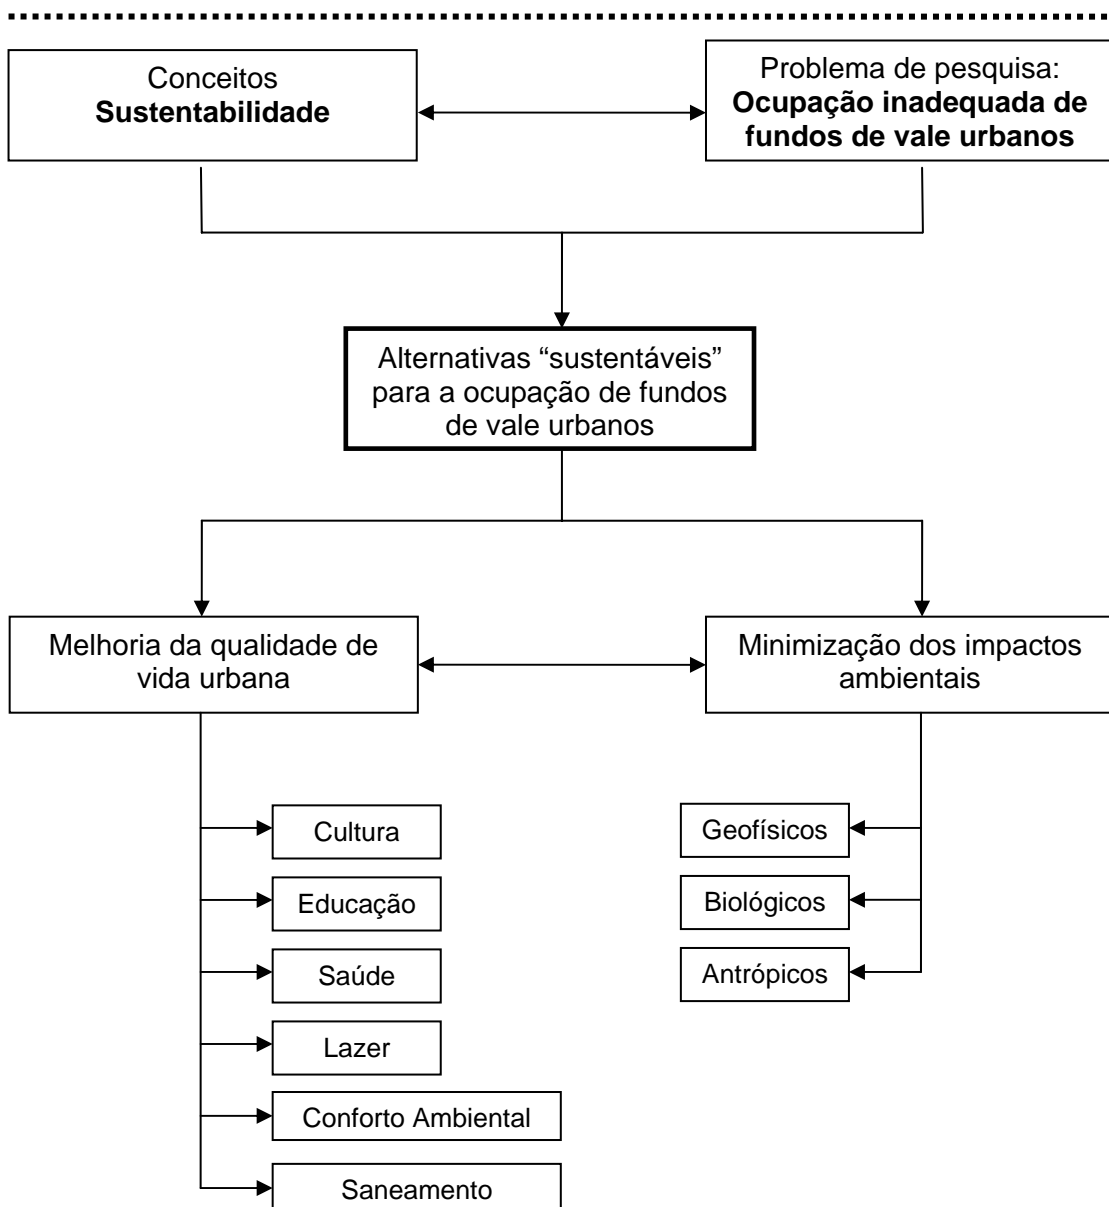 Conceitos
Sustentabilidade
Problema de pesquisa:
Ocupação inadequada de
fundos de vale urbanos
Alternativas “sustentáveis”
para a ocupação de fundos
de vale urbanos
Melhoria da qualidade de
vida urbana
Minimização dos impactos
ambientais
Cultura
Educação
Saúde
Lazer
Conforto Ambiental
Saneamento
Geofísicos
Biológicos
Antrópicos